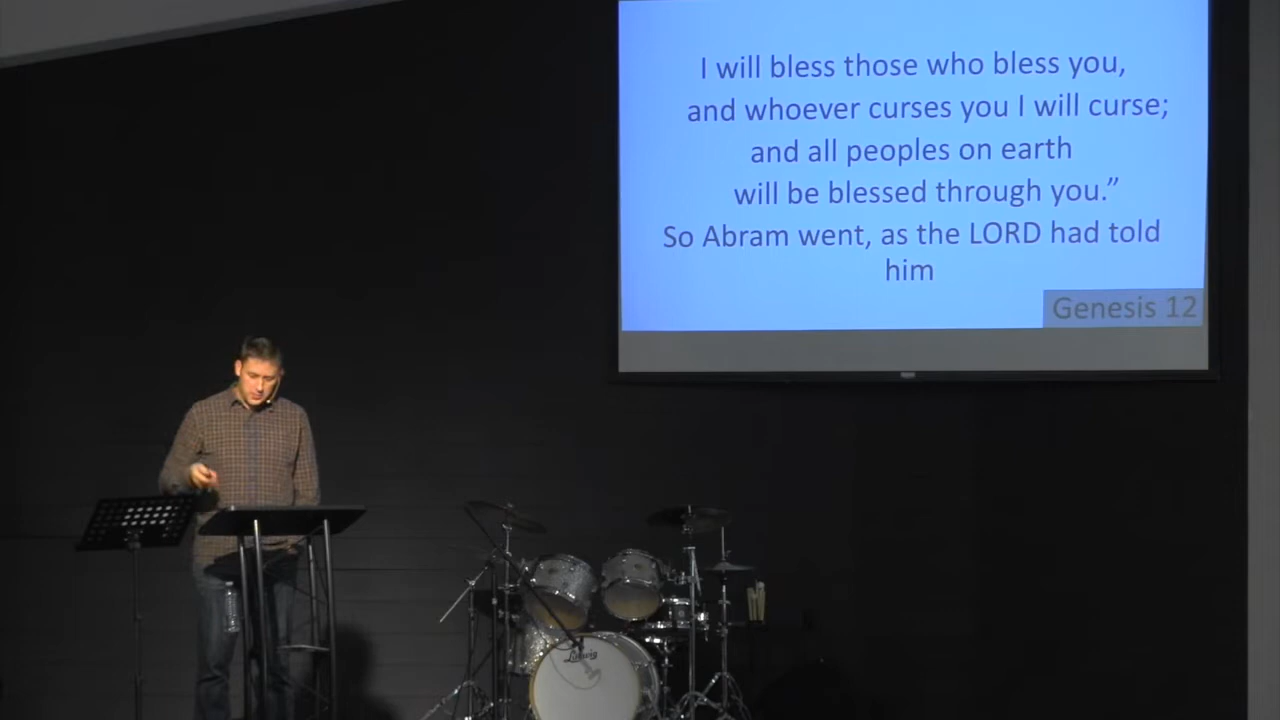 I will bless those who bless you,
and whoever curses you I will curse;
and all peoples on earth
will be blessed through you.”
So Abram went, as the LORD had told
him
Genesis 12
Ludwig